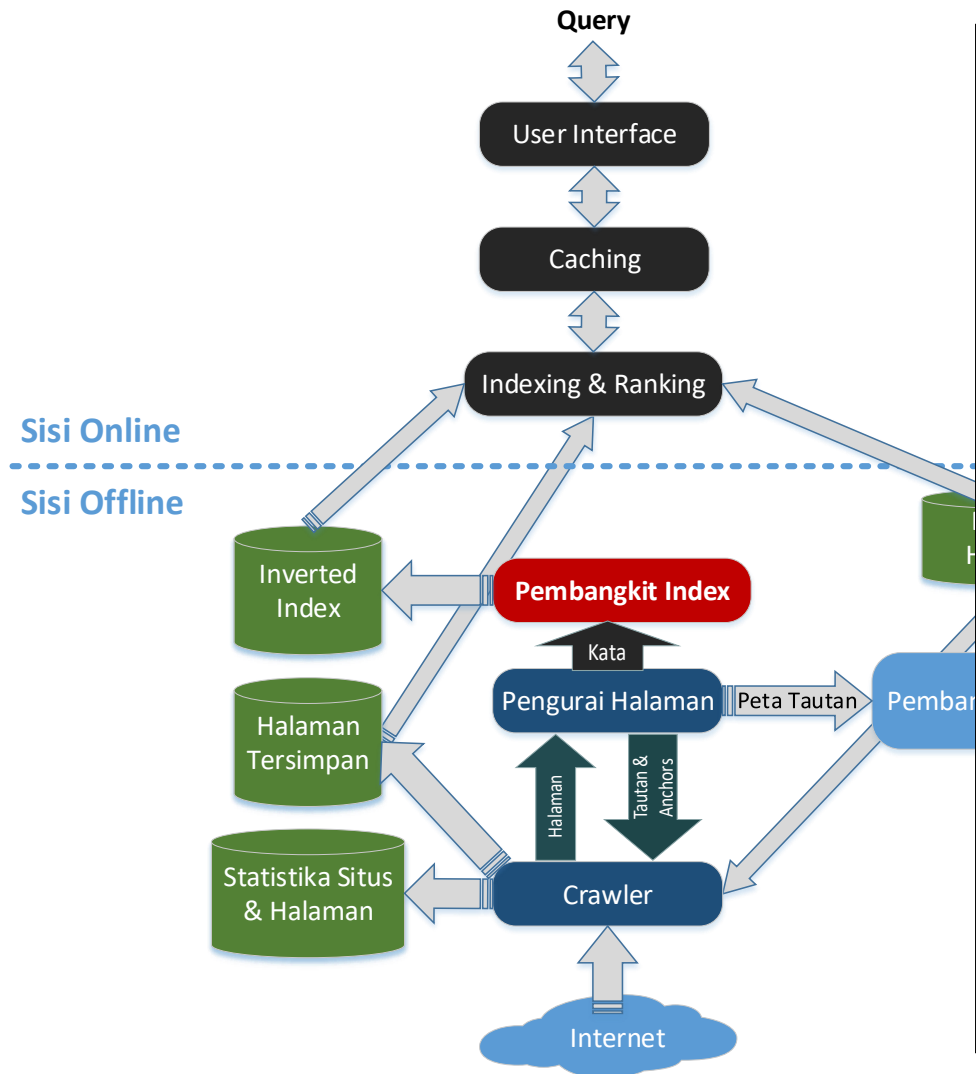 Query
User Interface
Caching
Indexing & Ranking
Sisi Online
Sisi Offline
Inverted
Index
Pembangkit Index
Kata
Pengurai Halaman
Peta Tautan
Halaman
Tersimpan
Halaman
Tautan &
Anchors
Statistika Situs
& Halaman
Crawler
Internet